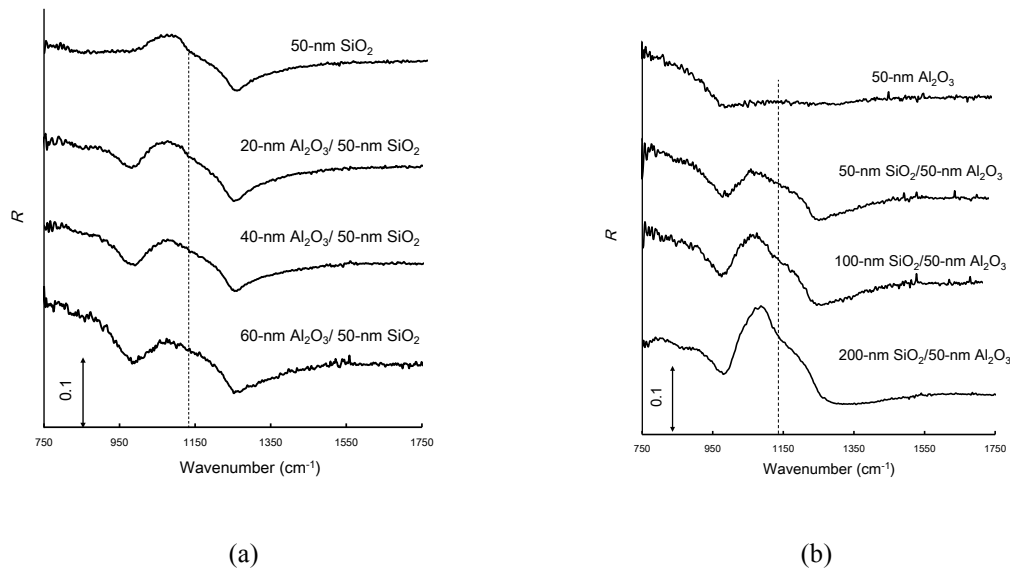 50-nm SiO₂
20-nm Al₂O₃/ 50-nm SiO₂
40-nm Al₂O₃/ 50-nm SiO₂
60-nm Al₂O₃/ 50-nm SiO₂
R
0.1
750 950 1150 1350 1550 1750
Wavenumber (cm⁻¹)
(a)
50-nm Al₂O₃
50-nm SiO₂/50-nm Al₂O₃
100-nm SiO₂/50-nm Al₂O₃
200-nm SiO₂/50-nm Al₂O₃
R
0.1
750 950 1150 1350 1550 1750
Wavenumber (cm⁻¹)
(b)